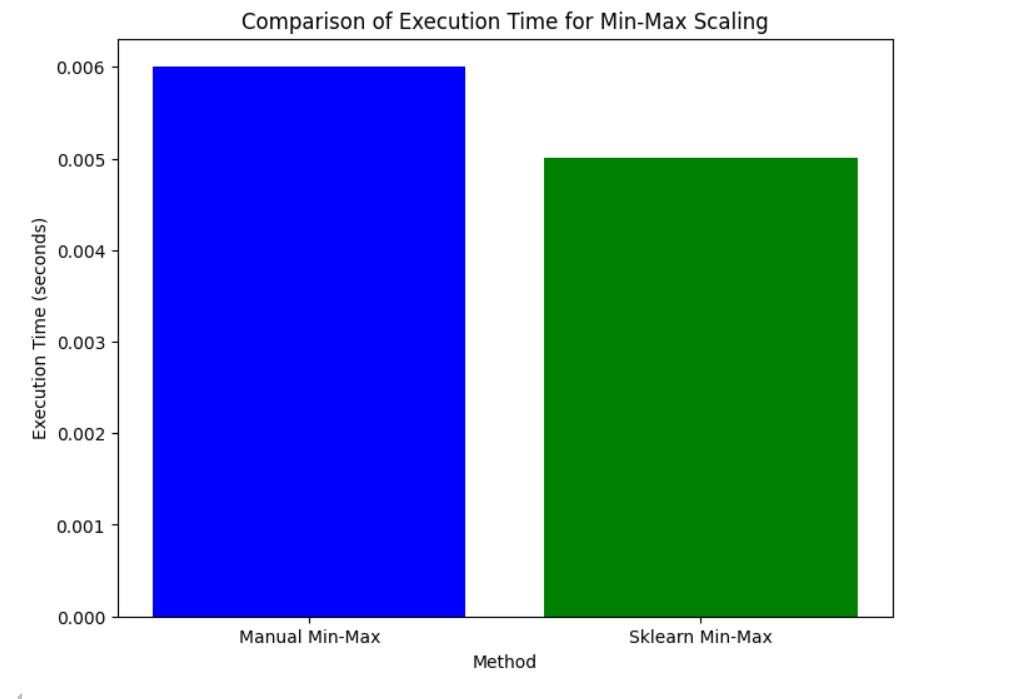 Comparison of Execution Time for Min-Max Scaling
Execution Time (seconds)
0.006
0.005
0.004
0.003
0.002
0.001
0.000
Manual Min-Max
Sklearn Min-Max
Method